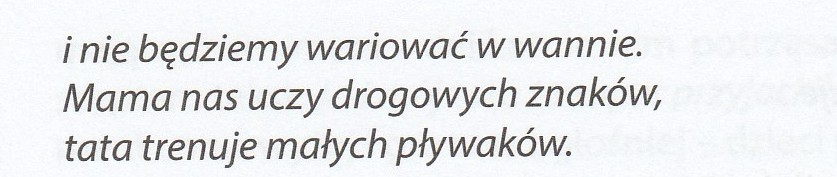 i nie będziemy wariować w wannie.
Mama nas uczy drogowych znaków,
tata trenuje małych pływaków.